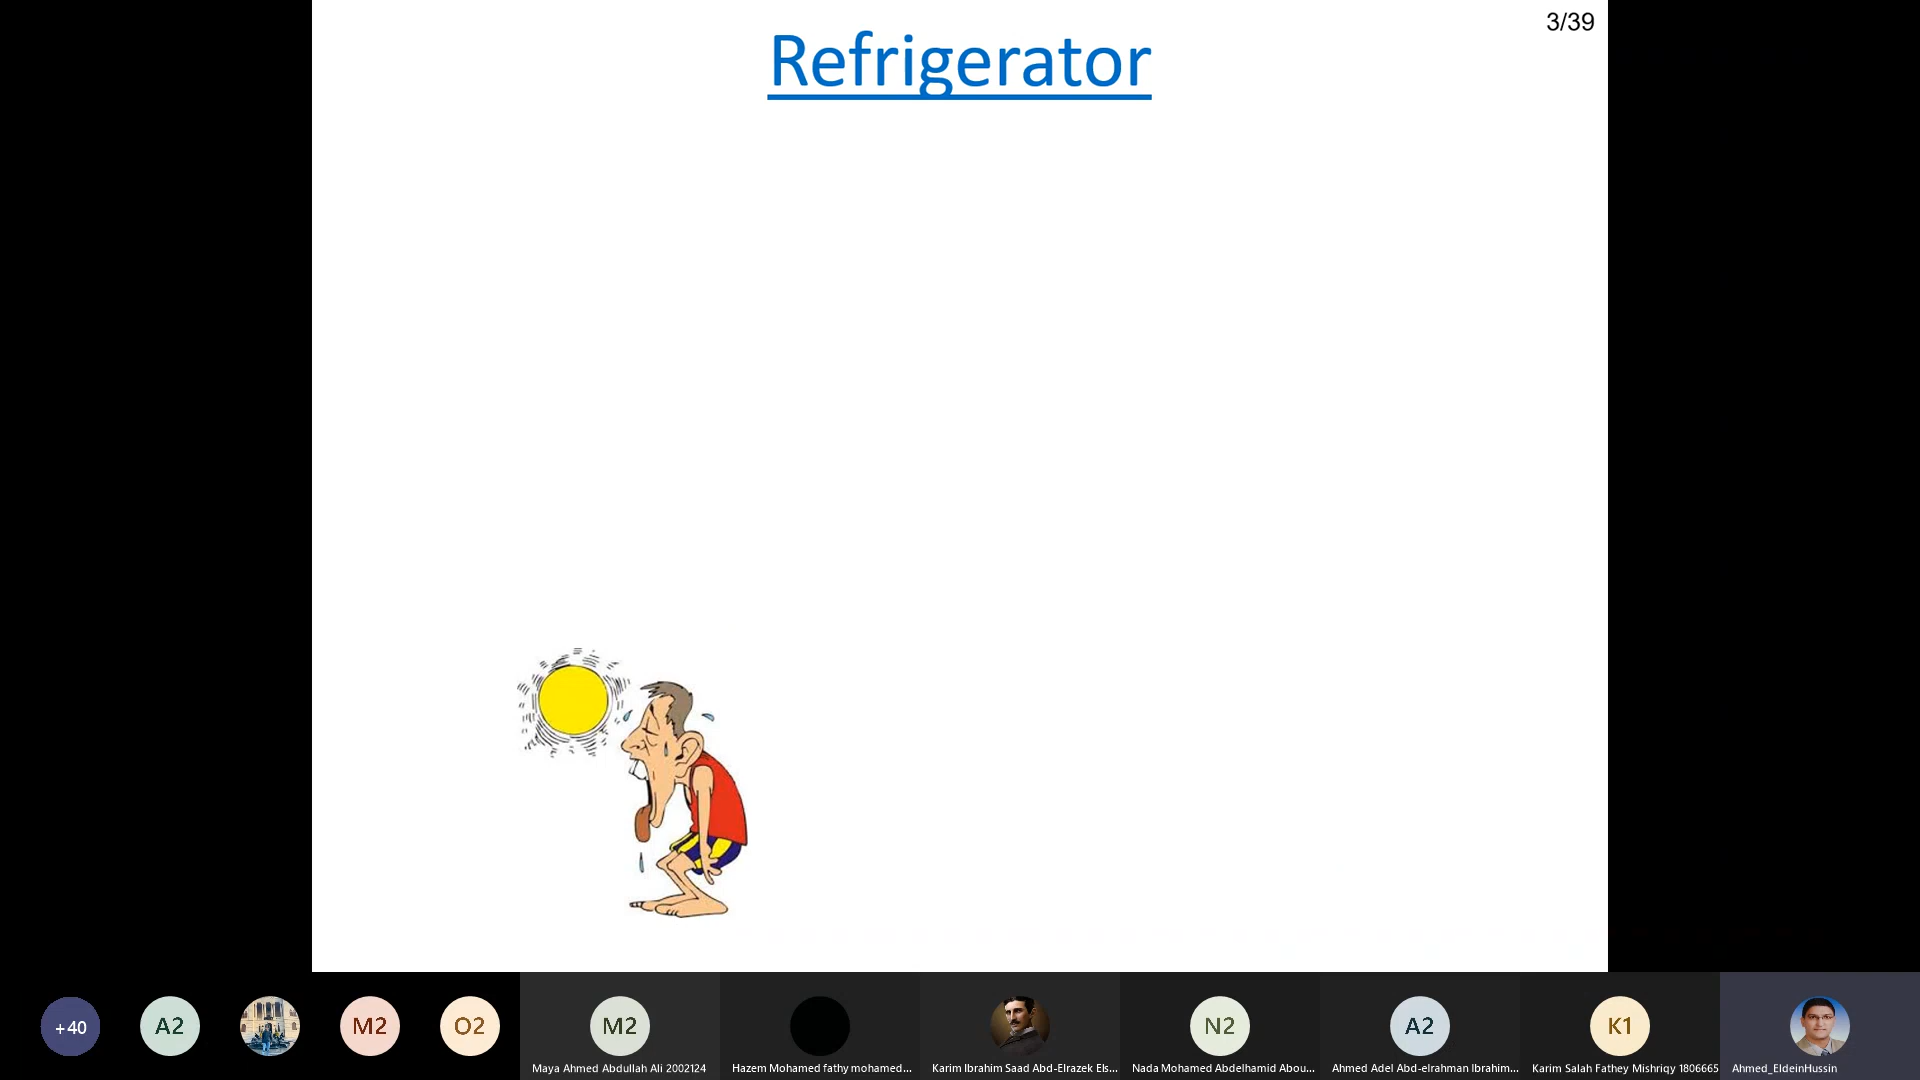 3/39
Refrigerator
+40
A2
M2
O2
M2
N2
A2
K1
Maya Ahmed Abdullah Ali 2002124
Hazem Mohamed fathy mohamed...
Karim Ibrahim Saad Abd-Elrazek Els...
Nada Mohamed Abdelhamid Abou...
Ahmed Adel Abd-elrahman Ibrahim...
Karim Salah Fathey Mishriqy 1806665
Ahmed_EldeinHussin